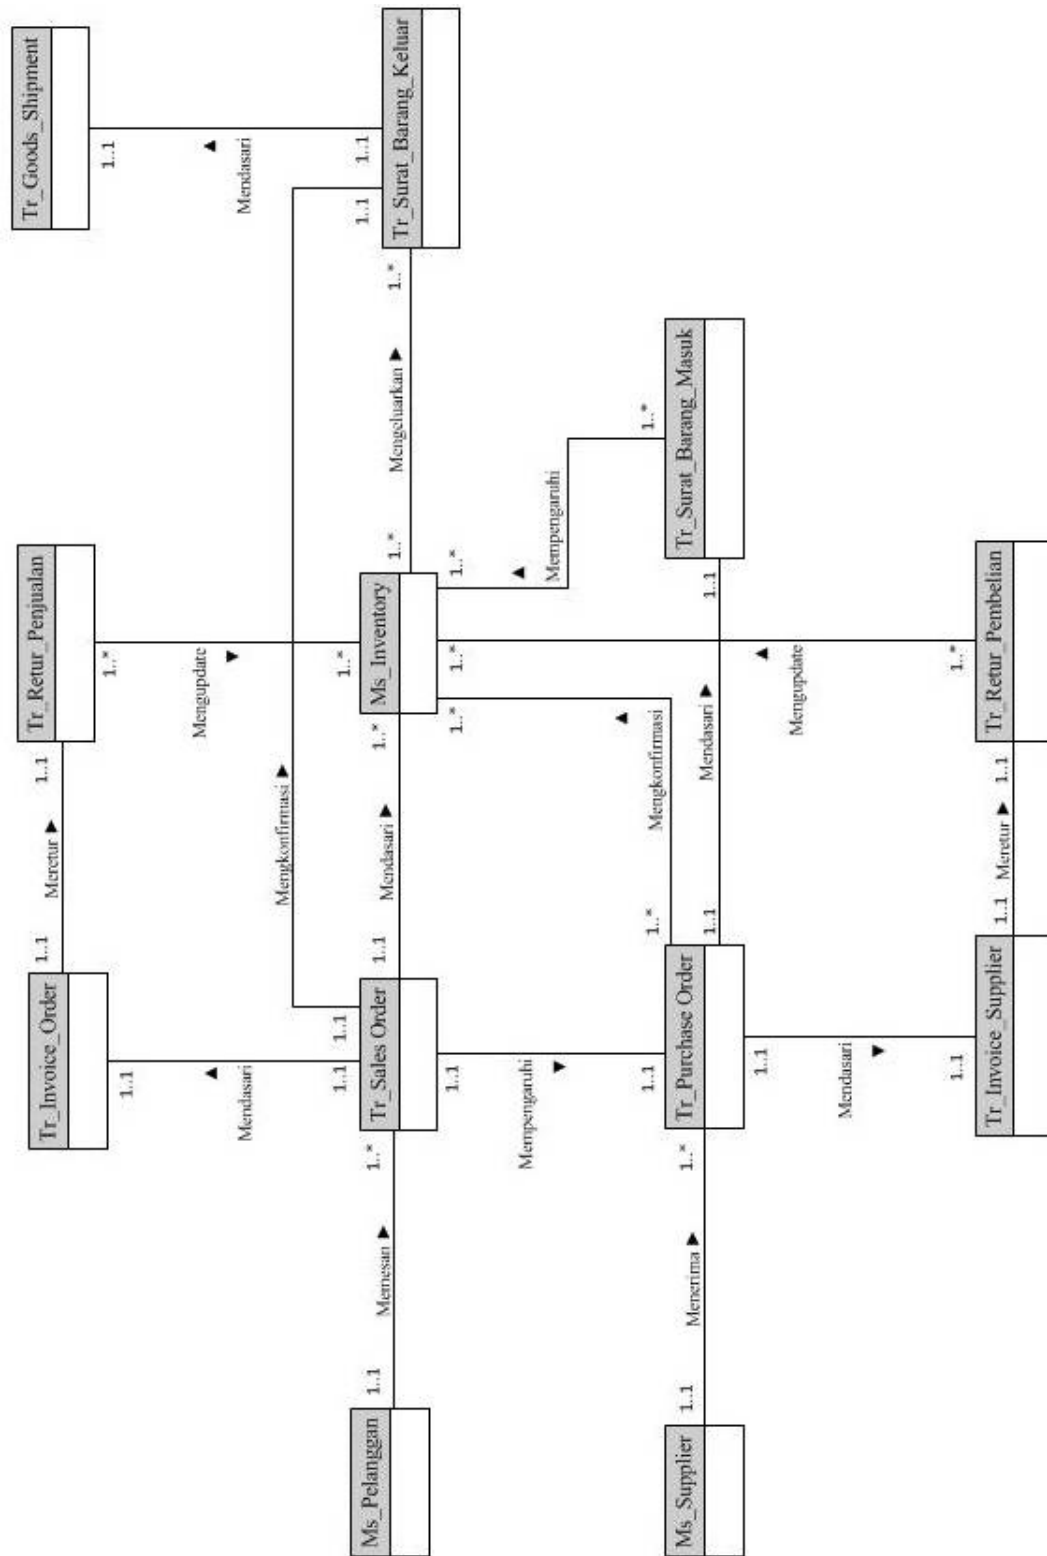 Tr_Invoice_Order
1..1
Meretur ▶
1..1
Tr_Retur_Penjualan
Tr_Goods_Shipment
1..1
1..*
1..1
Mendasari
Mengupdate
Mendasari
Mengkonfirmasi ▶
1..1
1..1
1..*
1..1
1..1
Ms_Pelanggan
1..1
Memesan ▶
1..*
Tr_Sales Order
1..1
Mendasari ▶
1..*
Ms_Inventory
1..*
Mengeluarkan ▶
1..*
Tr_Surat_Barang_Keluar
1..1
1..*
1..*
1..*
Mempengaruhi
Mempengaruhi
1..1
1..*
Mengkonfirmasi
1..*
Ms_Supplier
1..1
Menerima ▶
1..*
Tr_Purchase Order
1..1
Mendasari ▶
1..1
Tr_Surat_Barang_Masuk
1..1
Mendasari
Mengupdate
1..1
1..*
Tr_Invoice_Supplier
1..1
Meretur ▶
1..1
Tr_Retur_Pembelian